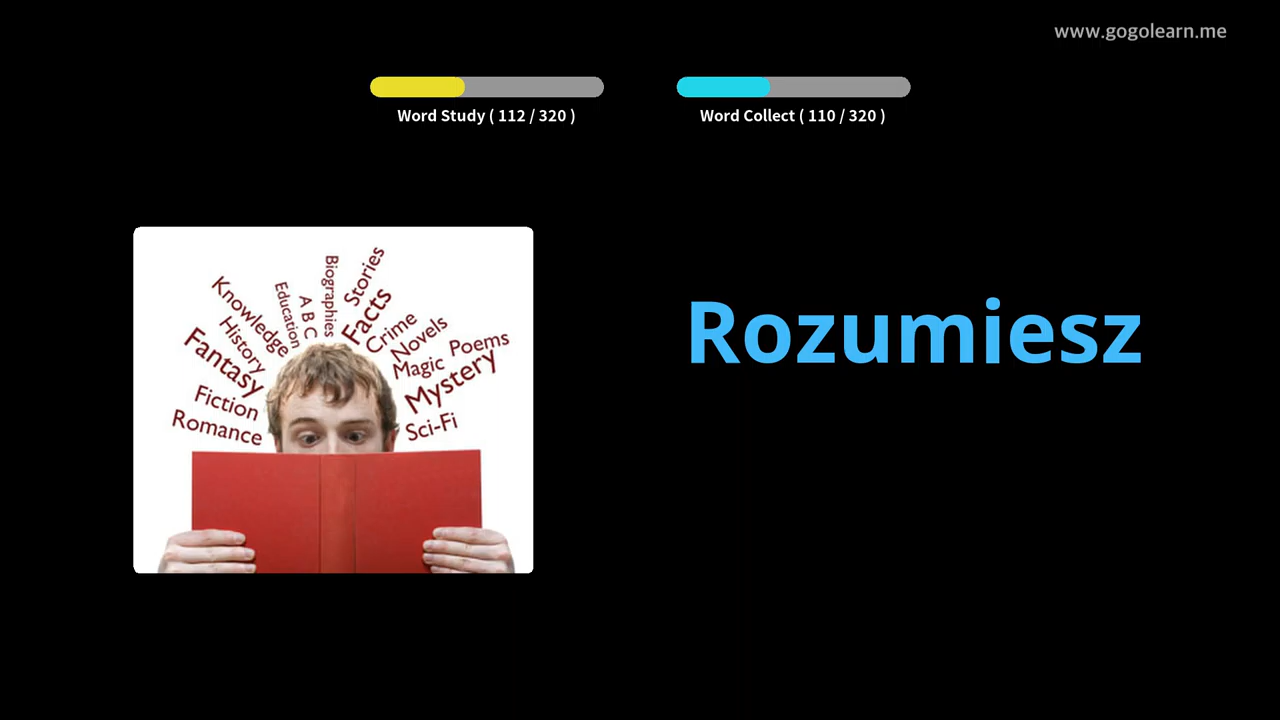 www.gogolearn.me
Word Study ( 112 / 320 )
Word Collect ( 110 / 320 )
Biographies
Stories
Education
A B C
Facts
Knowledge
History
Crime
Novels
Fantasy
Magic
Poems
Mystery
Fiction
Romance
Sci-Fi
Rozumiesz